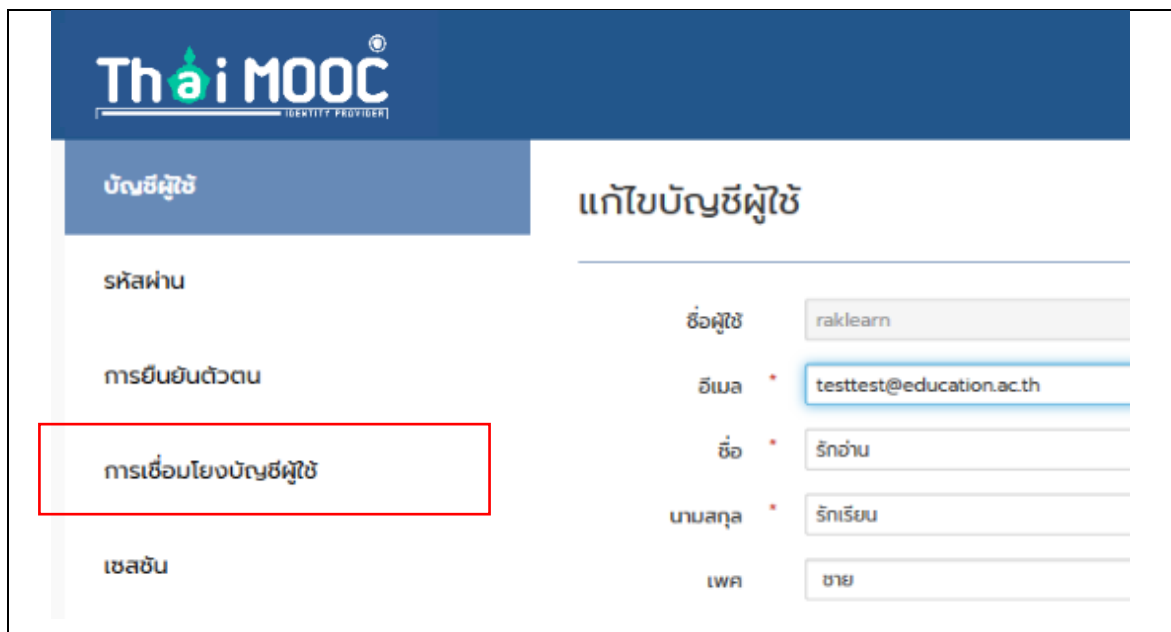 Thai MOOC
IDENTITY PROVIDER
บัญชีผู้ใช้
รหัสผ่าน
การยืนยันตัวตน
การเชื่อมโยงบัญชีผู้ใช้
เซสชัน
แก้ไขบัญชีผู้ใช้
ชื่อผู้ใช้ raklearn
อีเมล * testtest@education.ac.th
ชื่อ * รักอ่าน
นามสกุล * รักเรียน
เพศ ชาย